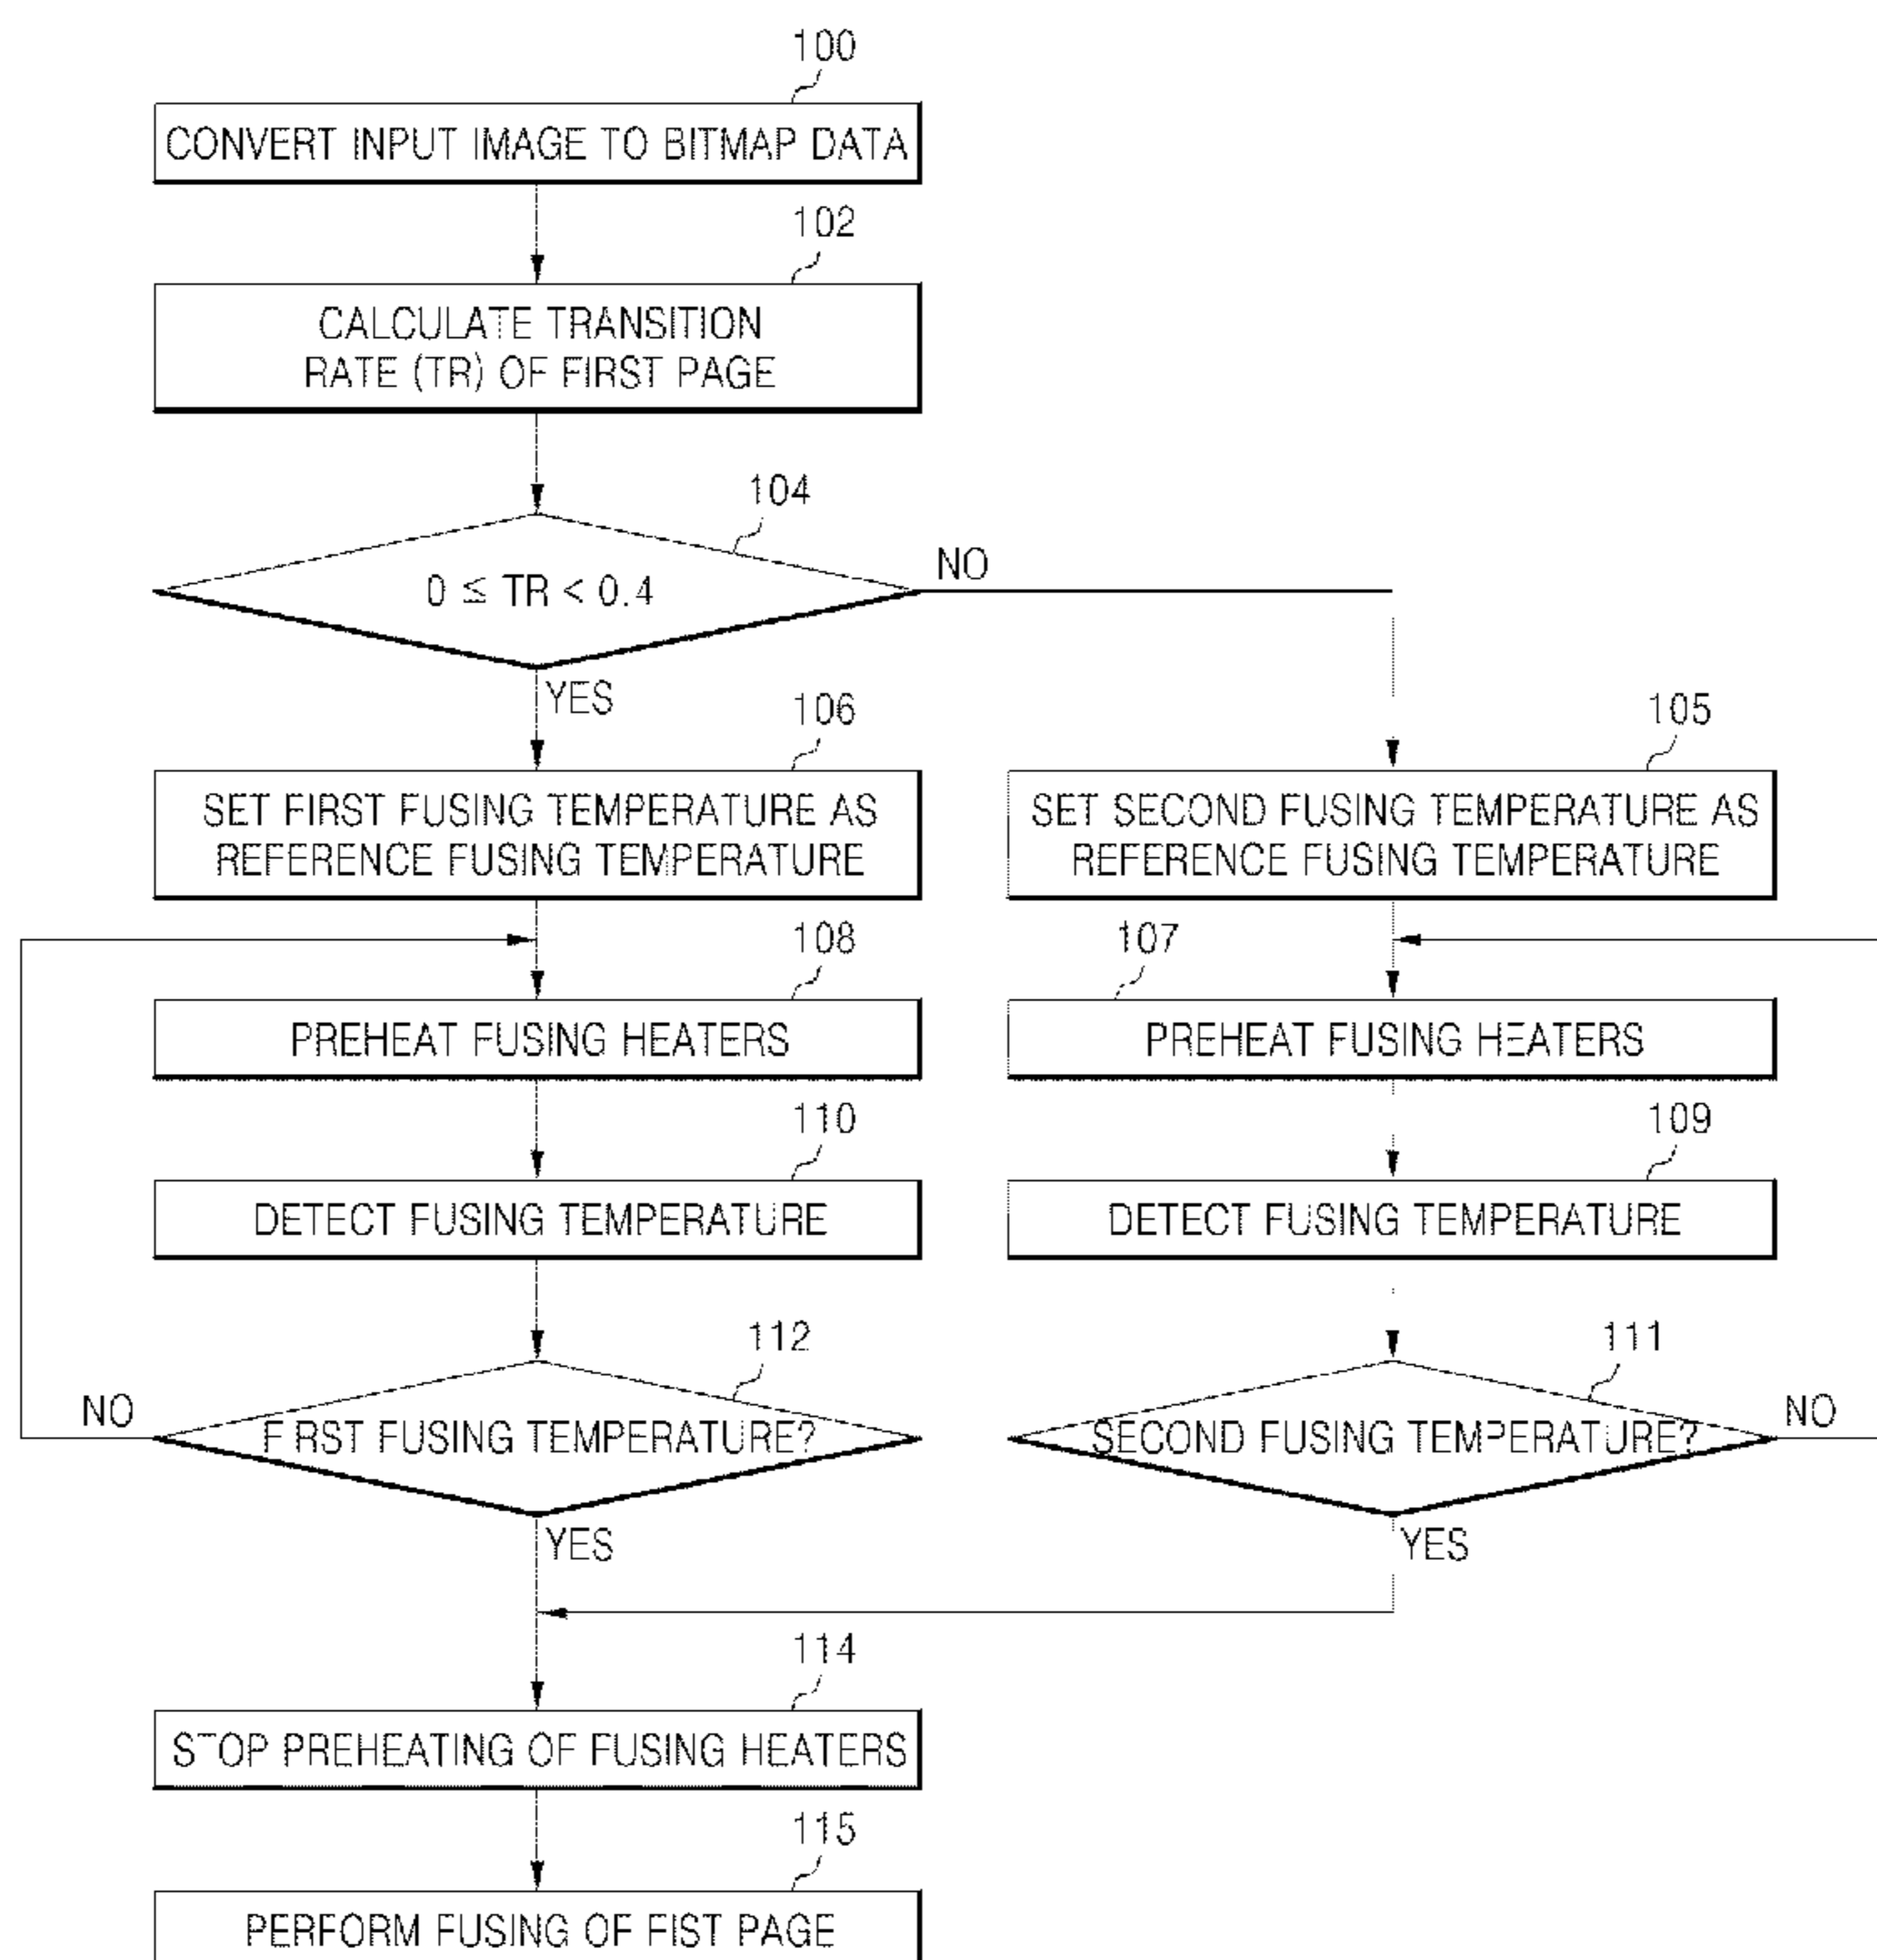 100
CONVERT INPUT IMAGE TO BITMAP DATA
102
CALCULATE TRANSITION
RATE (TR) OF FIRST PAGE
104
0 ≤ TR < 0.4
NO
YES
106
SET FIRST FUSING TEMPERATURE AS
REFERENCE FUSING TEMPERATURE
105
SET SECOND FUSING TEMPERATURE AS
REFERENCE FUSING TEMPERATURE
108
PREHEAT FUSING HEATERS
107
PREHEAT FUSING HEATERS
110
DETECT FUSING TEMPERATURE
109
DETECT FUSING TEMPERATURE
112
NO
FIRST FUSING TEMPERATURE?
YES
111
SECOND FUSING TEMPERATURE?
NO
YES
114
STOP PREHEATING OF FUSING HEATERS
115
PERFORM FUSING OF FIST PAGE